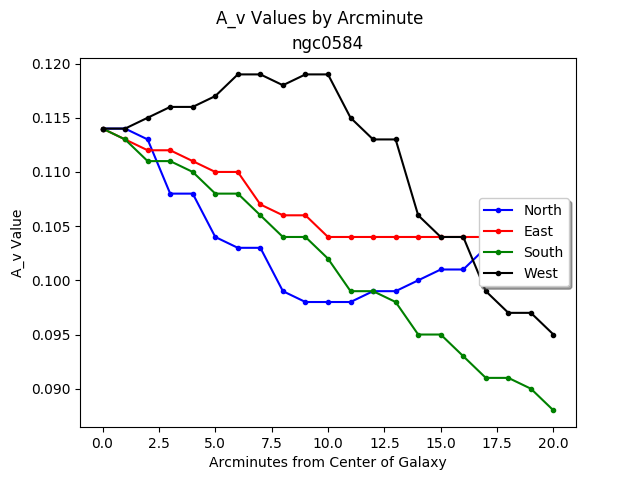 A_v Values by Arcminute
ngc0584
0.120
0.115
0.110
0.105
0.100
0.095
0.090
A_v Value
North
East
South
West
0.0 2.5 5.0 7.5 10.0 12.5 15.0 17.5 20.0
Arcminutes from Center of Galaxy